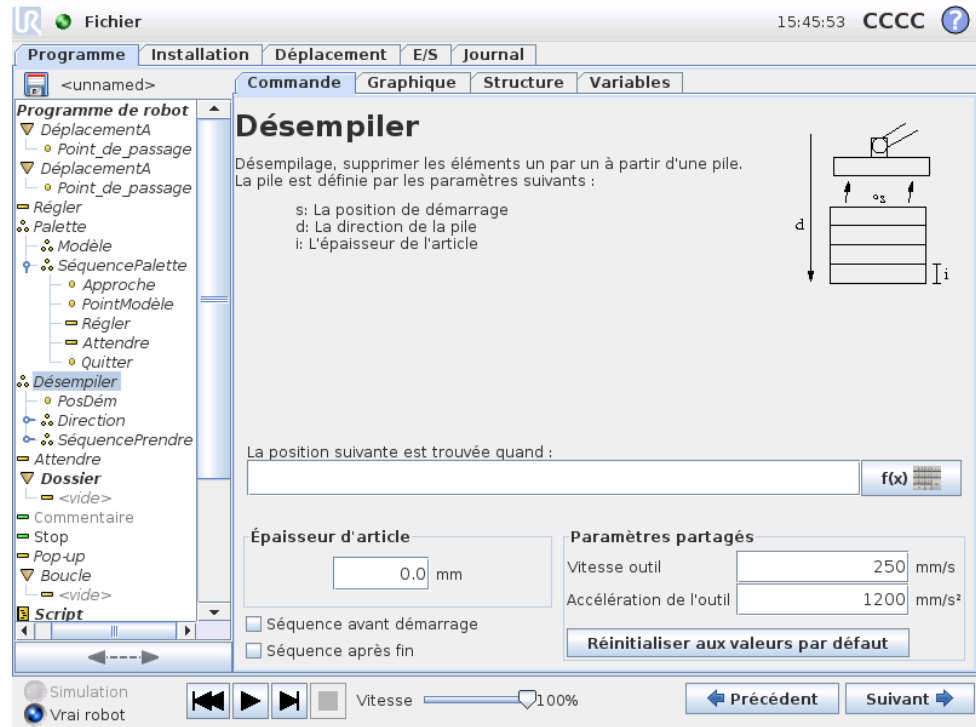 UR Fichier 15:45:53 CCCC ?
Programme Installation Déplacement E/S Journal
<unnamed>
Commande Graphique Structure Variables
Programme de robot
DéplacementA
Point_de_passage
DéplacementA
Point_de_passage
Régler
Palette
Modèle
SéquencePalette
Approche
PointModèle
Régler
Attendre
Quitter
Désempiler
PosDém
Direction
SéquencePrendre
Attendre
Dossier
<vide>
Commentaire
Stop
Pop-up
Boucle
<vide>
Script
Désempiler
Désempilage, supprimer les éléments un par un à partir d'une pile.
La pile est définie par les paramètres suivants :
s: La position de démarrage
d: La direction de la pile
i: L'épaisseur de l'article
s
d
i
La position suivante est trouvée quand :
f(x)
Épaisseur d'article
0.0 mm
Séquence avant démarrage
Séquence après fin
Paramètres partagés
Vitesse outil 250 mm/s
Accélération de l'outil 1200 mm/s²
Réinitialiser aux valeurs par défaut
Simulation
Vrai robot
Vitesse 100%
Précédent Suivant